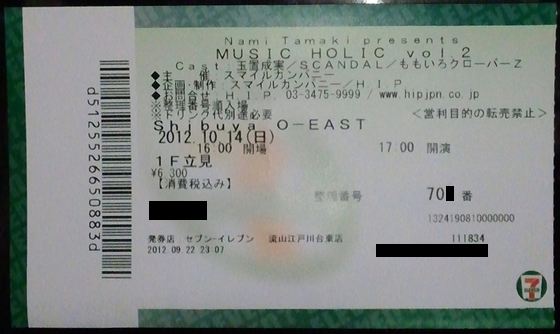 Nami Tamaki presents
MUSIC HOLIC vol.2
Cast 玉置成実／SCANDAL／ももいろクローバーZ
◆主　　催　スマイルカンパニー
◆企画・制作　スマイルカンパニー／H.I.P.
◆お問合せ　H.I.P. 03-3475-9999 / www.hipjpn.co.jp
※整理番号順入場
※ドリンク代別途必要
＜営利目的の転売禁止＞
Shibuya O-EAST
2012.10.14(日)
16:00 開場　17:00 開演
1F立見
¥6,300
【消費税込み】
整理番号　70 番
1324190810000000
発券店　セブン-イレブン　流山江戸川台東店
111834
2012.09.22 23:07
d5125526650883d
7 ELEVEN